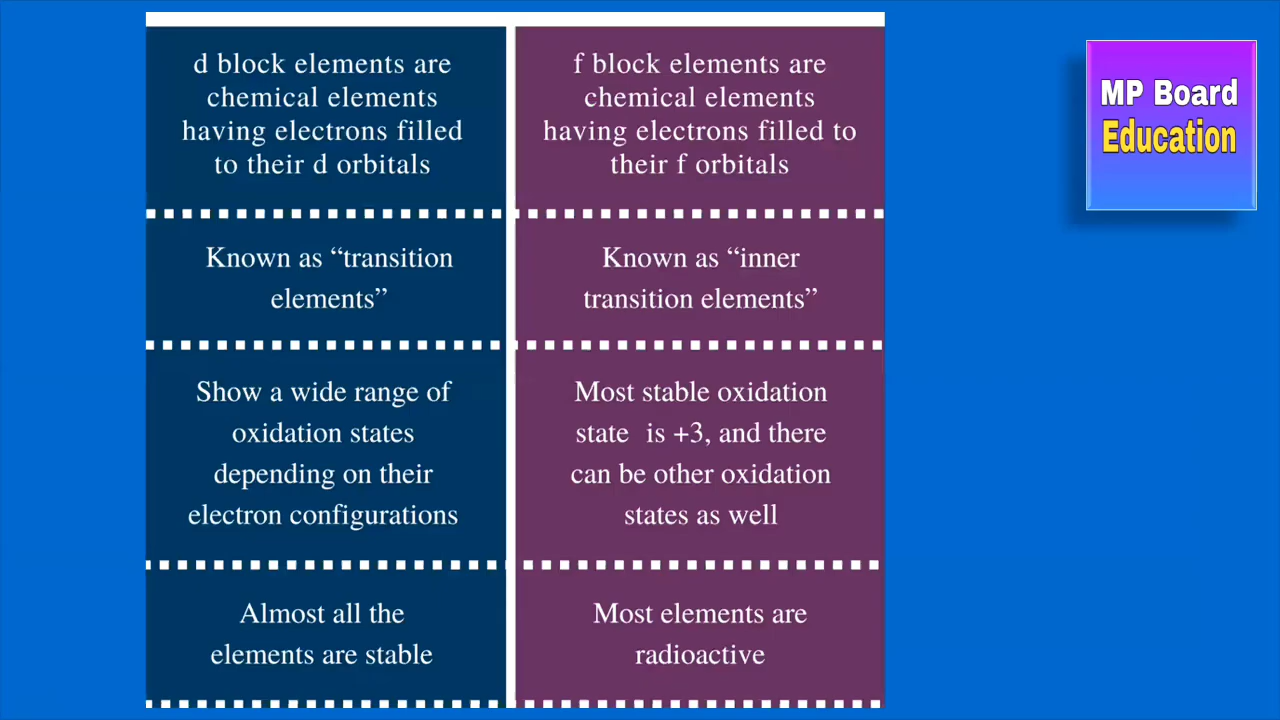 d block elements are
chemical elements
having electrons filled
to their d orbitals
f block elements are
chemical elements
having electrons filled to
their f orbitals
Known as “transition
elements”
Known as “inner
transition elements”
Show a wide range of
oxidation states
depending on their
electron configurations
Most stable oxidation
state is +3, and there
can be other oxidation
states as well
Almost all the
elements are stable
Most elements are
radioactive
MP Board
Education